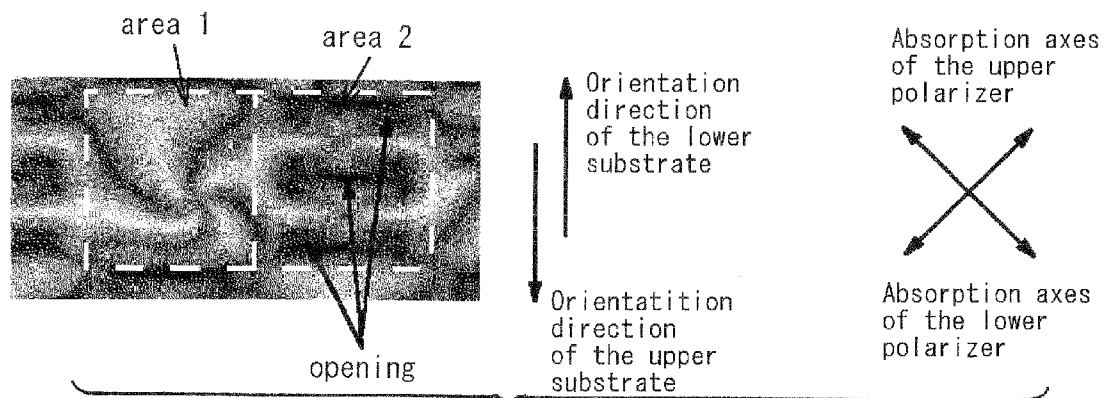 area 1
area 2
opening
Orientation
direction
of the lower
substrate
Orientatition
direction
of the upper
substrate
Absorption axes
of the upper
polarizer
Absorption axes
of the lower
polarizer